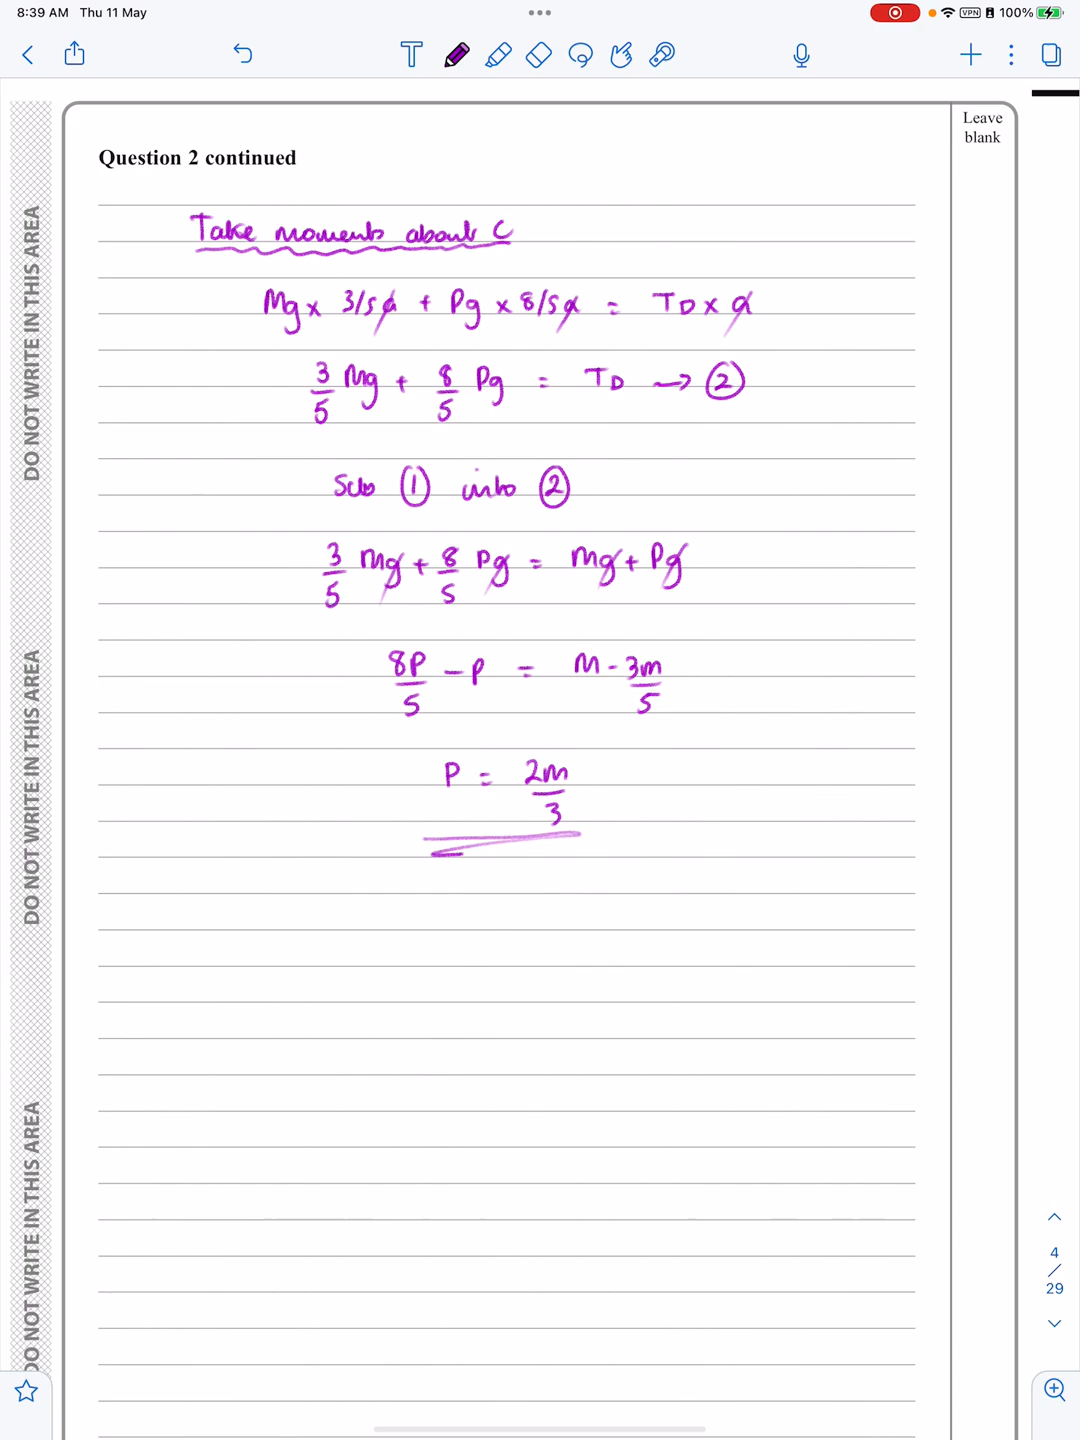 8:39 AM Thu 11 May
VPN 100%
T
Leave
blank
Question 2 continued
Take moments about C
Mg x 3/5a + Pg x 8/5a = TD x a
3/5 Mg + 8/5 Pg = TD → ②
Sub ① into ②
3/5 Mg + 8/5 Pg = Mg + Pg
8P/5 - P = M - 3M/5
P = 2M/3
DO NOT WRITE IN THIS AREA
DO NOT WRITE IN THIS AREA
DO NOT WRITE IN THIS AREA
4
/
29